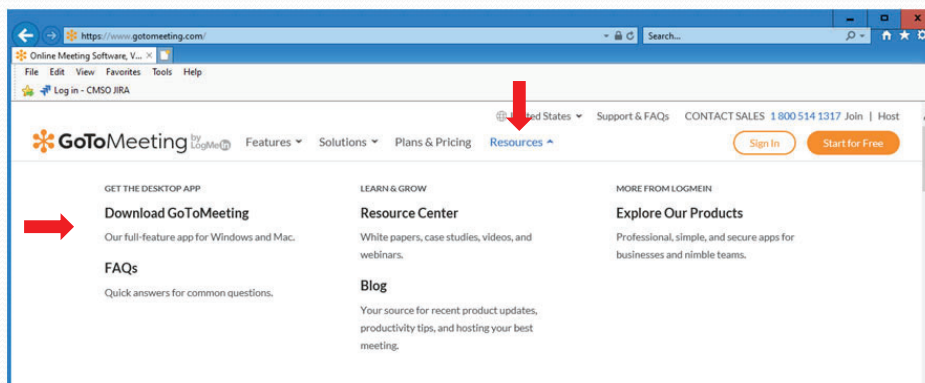 https://www.gotomeeting.com/
Search...
Online Meeting Software, V...
File Edit View Favorites Tools Help
Log in - CMSO JIRA
United States Support & FAQs CONTACT SALES 1 800 514 1317 Join | Host
GoToMeeting by LogMeIn Features Solutions Plans & Pricing Resources Sign In Start for Free
GET THE DESKTOP APP LEARN & GROW MORE FROM LOGMEIN
Download GoToMeeting Resource Center Explore Our Products
Our full-feature app for Windows and Mac. White papers, case studies, videos, and Professional, simple, and secure apps for
webinars. businesses and nimble teams.
FAQs
Blog
Quick answers for common questions.
Your source for recent product updates,
productivity tips, and hosting your best
meeting.